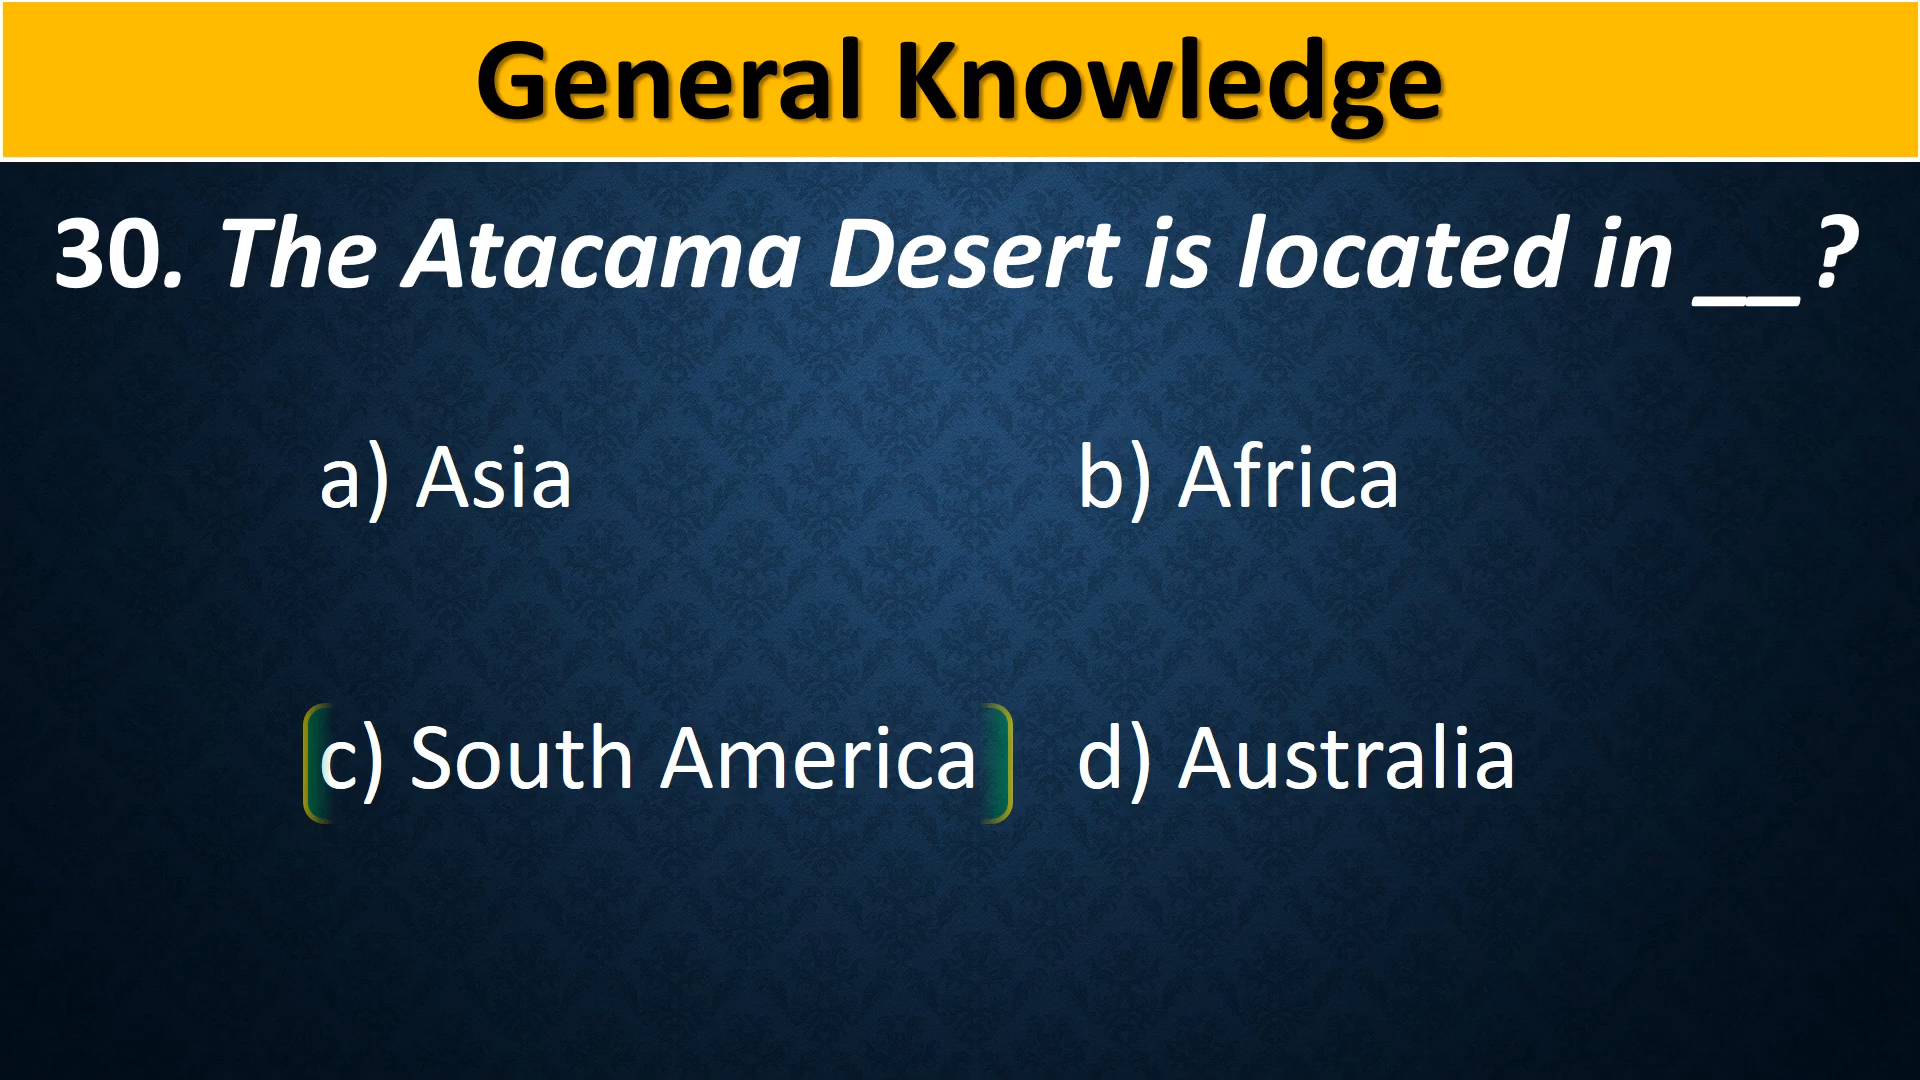 General Knowledge
30. The Atacama Desert is located in __?
a) Asia
b) Africa
c) South America
d) Australia